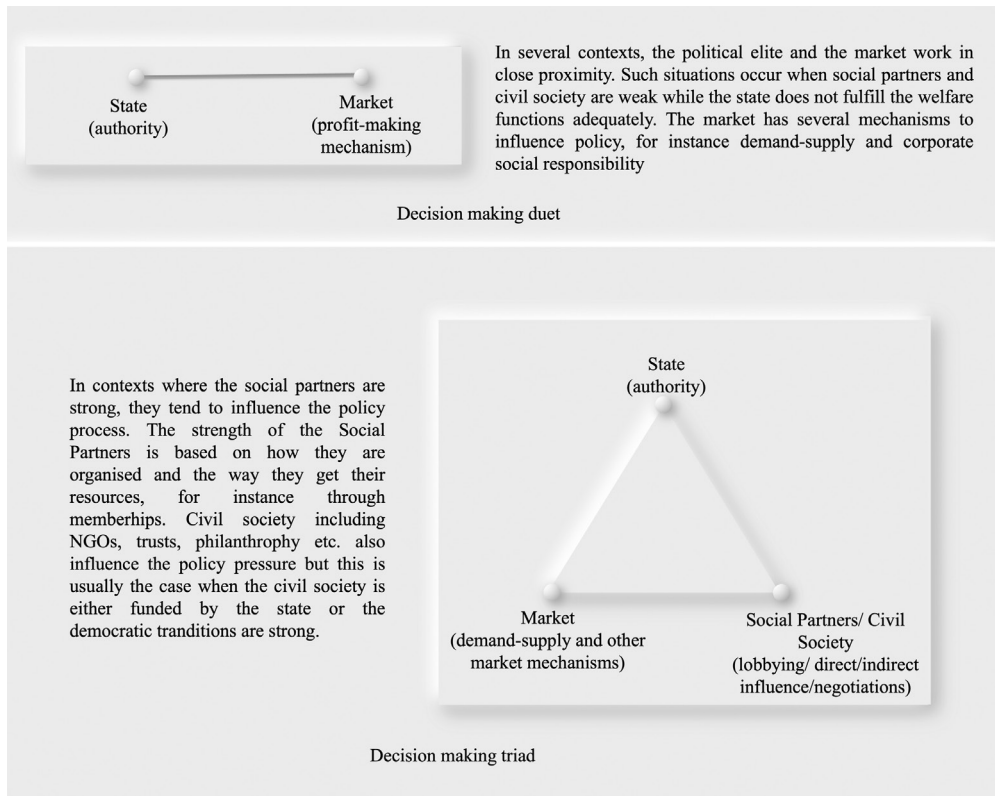 State
(authority)
Market
(profit-making
mechanism)
In several contexts, the political elite and the market work in
close proximity. Such situations occur when social partners and
civil society are weak while the state does not fulfill the welfare
functions adequately. The market has several mechanisms to
influence policy, for instance demand-supply and corporate
social responsibility
Decision making duet
In contexts where the social partners are
strong, they tend to influence the policy
process. The strength of the Social
Partners is based on how they are
organised and the way they get their
resources, for instance through
memberhips. Civil society including
NGOs, trusts, philanthrophy etc. also
influence the policy pressure but this is
usually the case when the civil society is
either funded by the state or the
democratic tranditions are strong.
State
(authority)
Market
(demand-supply and other
market mechanisms)
Social Partners/ Civil
Society
(lobbying/ direct/indirect
influence/negotiations)
Decision making triad